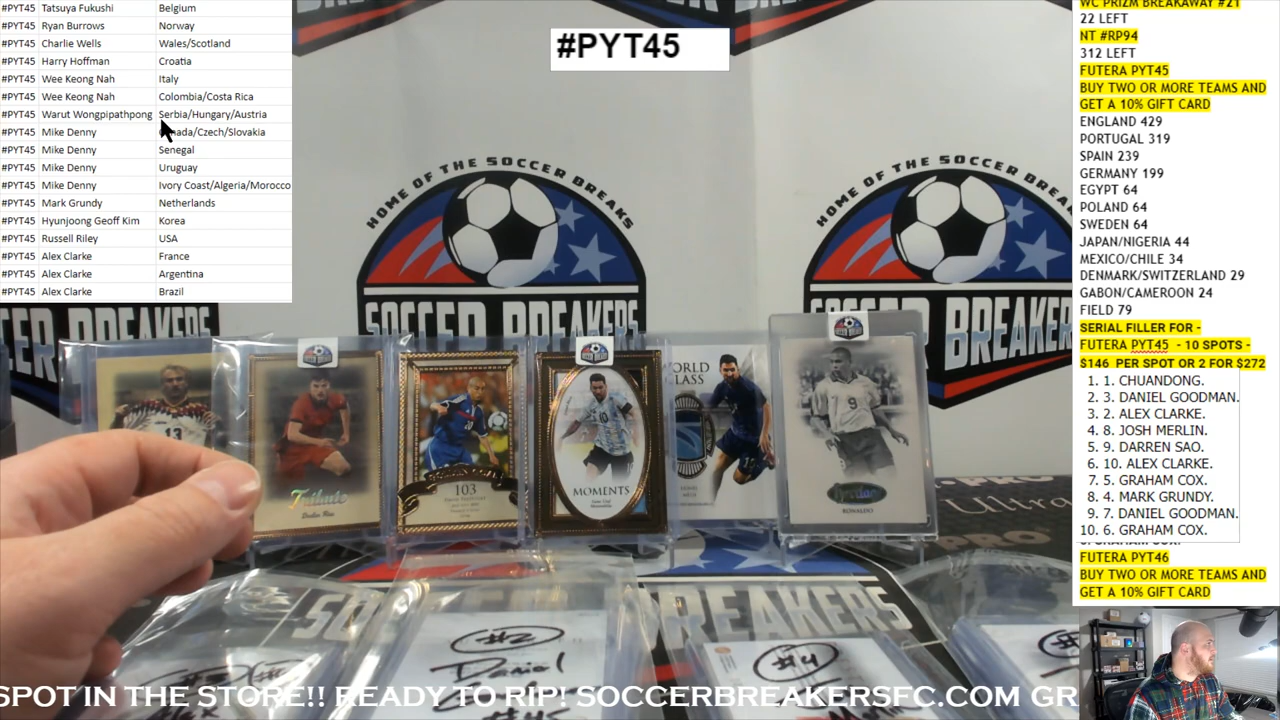 #PYT45 Tatsuya Fukushi Belgium
#PYT45 Ryan Burrows Norway
#PYT45 Charlie Wells Wales/Scotland
#PYT45 Harry Hoffman Croatia
#PYT45 Wee Keong Nah Italy
#PYT45 Wee Keong Nah Colombia/Costa Rica
#PYT45 Warut Wongpipathpong Serbia/Hungary/Austria
#PYT45 Mike Denny nada/Czech/Slovakia
#PYT45 Mike Denny Senegal
#PYT45 Mike Denny Uruguay
#PYT45 Mike Denny Ivory Coast/Algeria/Morocco
#PYT45 Mark Grundy Netherlands
#PYT45 Hyunjoong Geoff Kim Korea
#PYT45 Russell Riley USA
#PYT45 Alex Clarke France
#PYT45 Alex Clarke Argentina
#PYT45 Alex Clarke Brazil
#PYT45
HOME OF THE SOCCER BREAKS
SOCCER BREAKERS
HOME OF THE SOCCER BREA
SOCCER BREAKE
CER BREAKERS
13
Tribute
103
10
MOMENTS
WORLD
CLASS
9
RONALDO
BREAKERS
#2
Daniel
#4
WC PRIZM BREAKAWAY #21
22 LEFT
NT #RP94
312 LEFT
FUTERA PYT45
BUY TWO OR MORE TEAMS AND
GET A 10% GIFT CARD
ENGLAND 429
PORTUGAL 319
SPAIN 239
GERMANY 199
EGYPT 64
POLAND 64
SWEDEN 64
JAPAN/NIGERIA 44
MEXICO/CHILE 34
DENMARK/SWITZERLAND 29
GABON/CAMEROON 24
FIELD 79
SERIAL FILLER FOR -
FUTERA PYT45 - 10 SPOTS -
$146 PER SPOT OR 2 FOR $272
1. 1. CHUANDONG.
2. 3. DANIEL GOODMAN.
3. 2. ALEX CLARKE.
4. 8. JOSH MERLIN.
5. 9. DARREN SAO.
6. 10. ALEX CLARKE.
7. 5. GRAHAM COX.
8. 4. MARK GRUNDY.
9. 7. DANIEL GOODMAN.
10. 6. GRAHAM COX.
FUTERA PYT46
BUY TWO OR MORE TEAMS AND
GET A 10% GIFT CARD
SPOT IN THE STORE!! READY TO RIP! SOCCERBREAKERSFC.COM GR